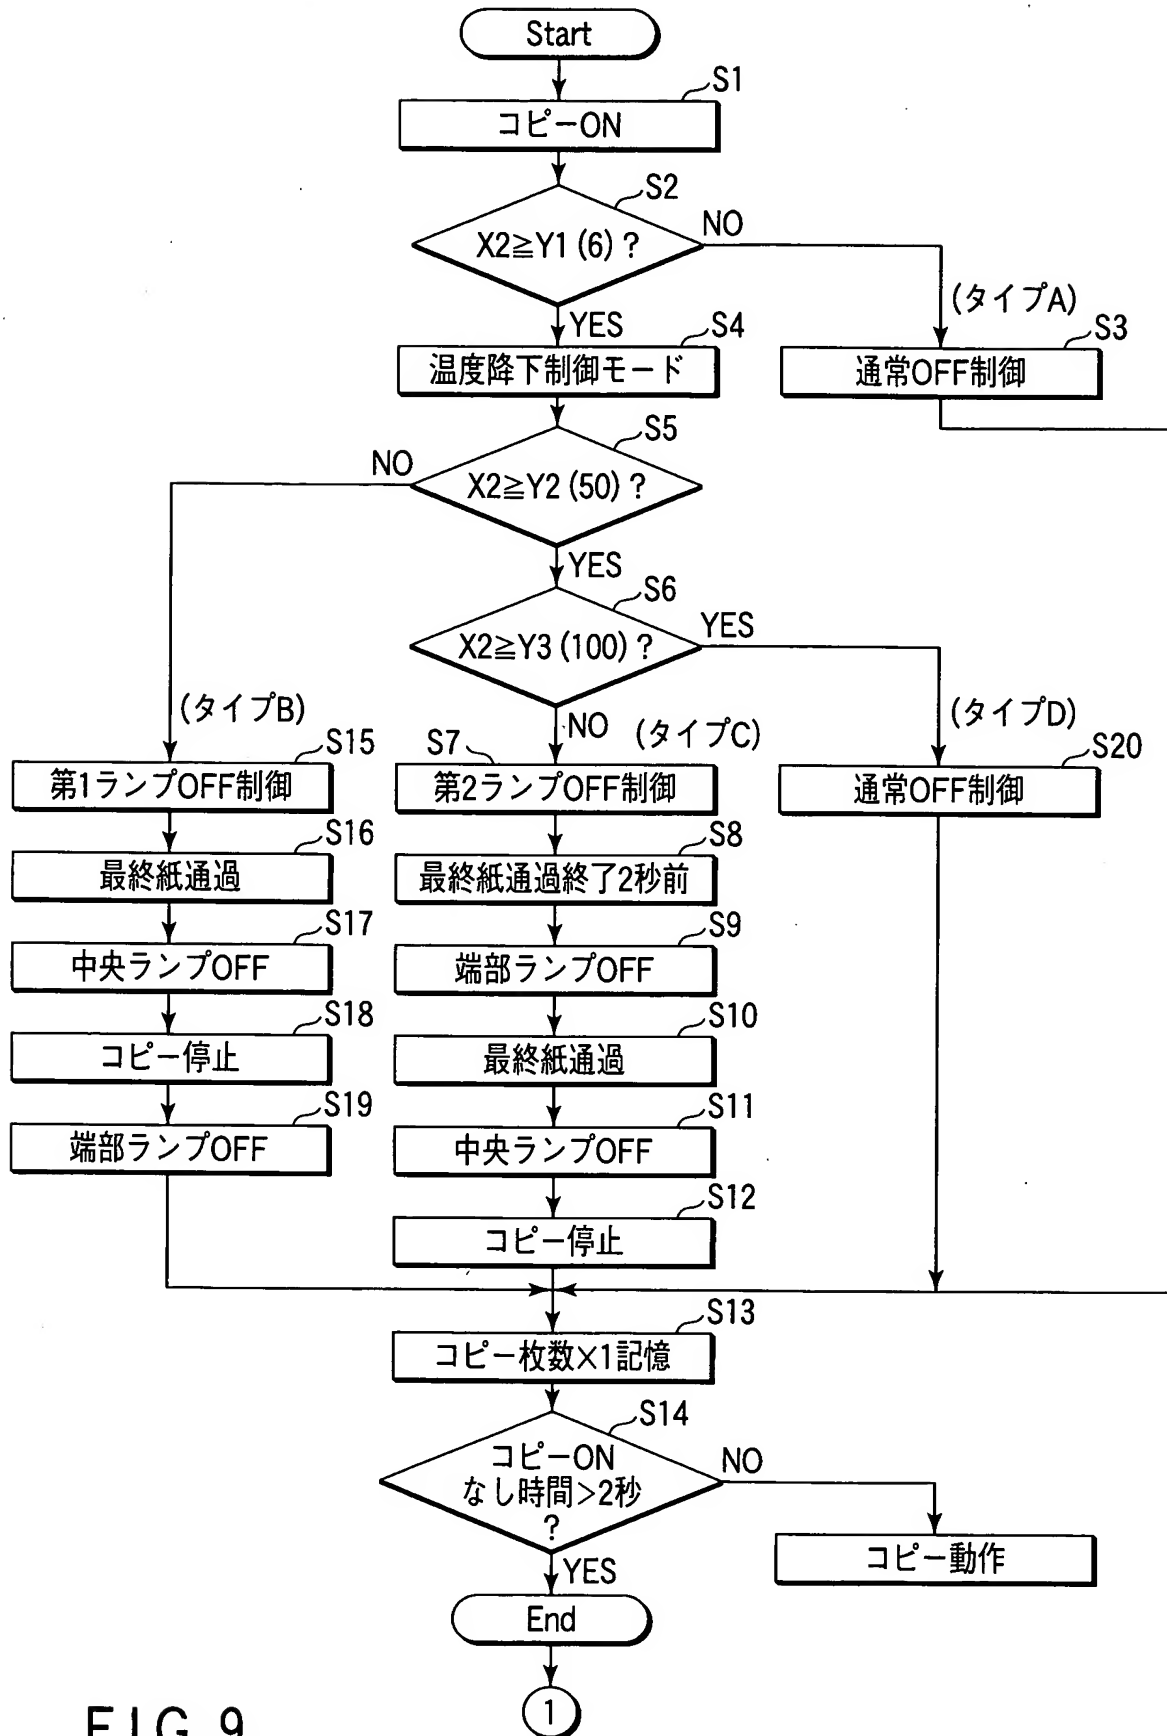 Start
S1
コピーON
S2
X2≧Y1(6)?
NO
YES
(タイプA)
S4
温度降下制御モード
S3
通常OFF制御
S5
NO
X2≧Y2(50)?
YES
S6
X2≧Y3(100)?
YES
(タイプB)
NO
(タイプC)
(タイプD)
S15
第1ランプOFF制御
S7
第2ランプOFF制御
S20
通常OFF制御
S16
最終紙通過
S8
最終紙通過終了2秒前
S17
中央ランプOFF
S9
端部ランプOFF
S18
コピー停止
S10
最終紙通過
S19
端部ランプOFF
S11
中央ランプOFF
S12
コピー停止
S13
コピー枚数×1記憶
S14
コピーON
なし時間>2秒
?
NO
コピー動作
YES
End
1
FIG. 9